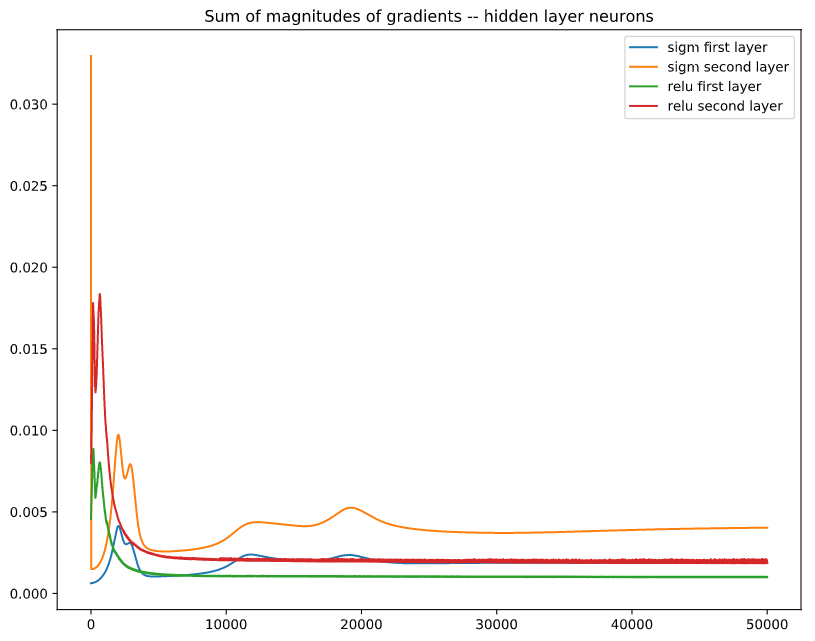 Sum of magnitudes of gradients -- hidden layer neurons
sigm first layer
sigm second layer
relu first layer
relu second layer
0.030
0.025
0.020
0.015
0.010
0.005
0.000
0 10000 20000 30000 40000 50000